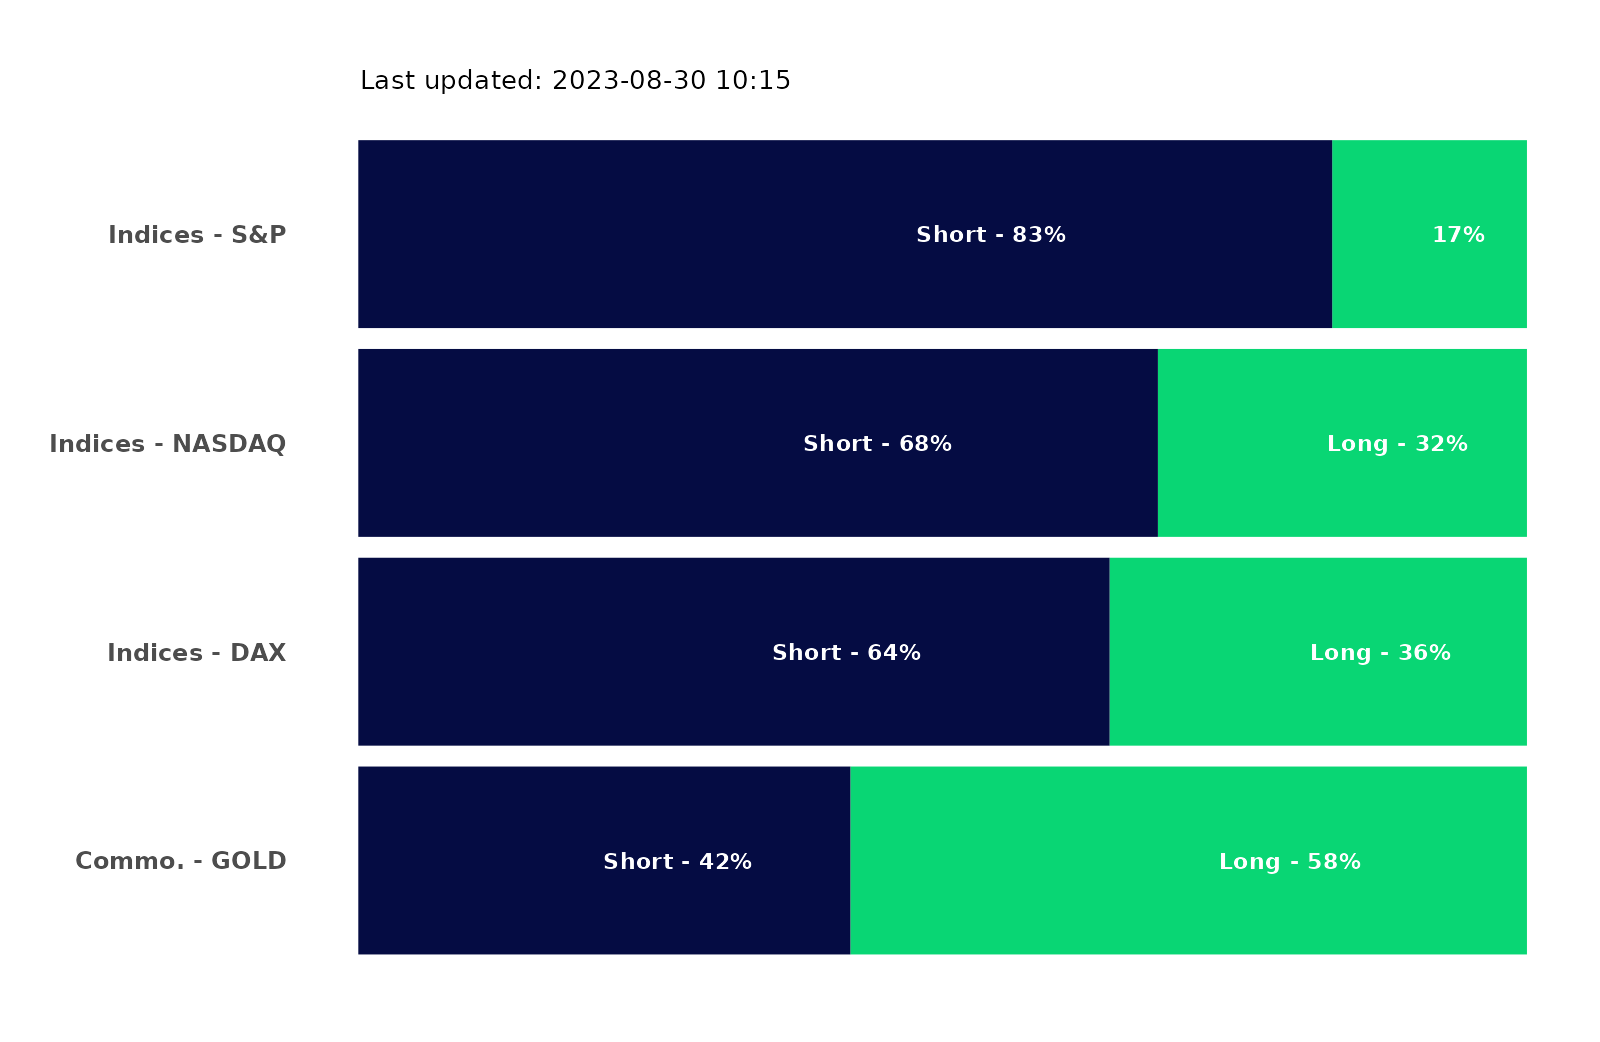 Last updated: 2023-08-30 10:15
Indices - S&P Short - 83% 17%
Indices - NASDAQ Short - 68% Long - 32%
Indices - DAX Short - 64% Long - 36%
Commo. - GOLD Short - 42% Long - 58%